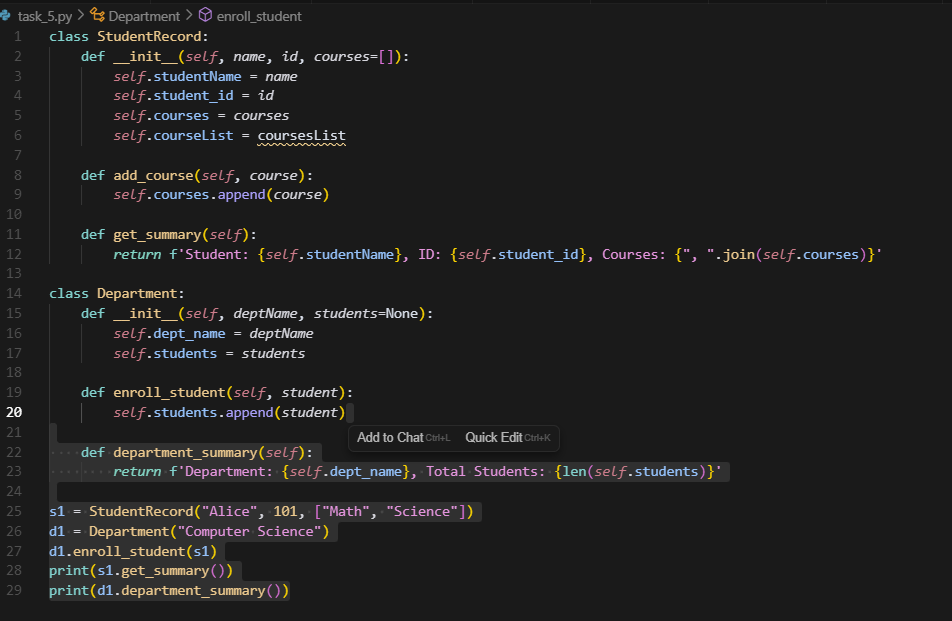 task_5.py > Department > enroll_student
1 class StudentRecord:
2     def __init__(self, name, id, courses=[]):
3         self.studentName = name
4         self.student_id = id
5         self.courses = courses
6         self.courseList = coursesList
7
8     def add_course(self, course):
9         self.courses.append(course)
10
11     def get_summary(self):
12         return f'Student: {self.studentName}, ID: {self.student_id}, Courses: {", ".join(self.courses)}'
13
14 class Department:
15     def __init__(self, deptName, students=None):
16         self.dept_name = deptName
17         self.students = students
18
19     def enroll_student(self, student):
20         self.students.append(student)
21
Add to Chat Ctrl+L Quick Edit Ctrl+K
22     def department_summary(self):
23         return f'Department: {self.dept_name}, Total Students: {len(self.students)}'
24
25 s1 = StudentRecord("Alice", 101, ["Math", "Science"])
26 d1 = Department("Computer Science")
27 d1.enroll_student(s1)
28 print(s1.get_summary())
29 print(d1.department_summary())